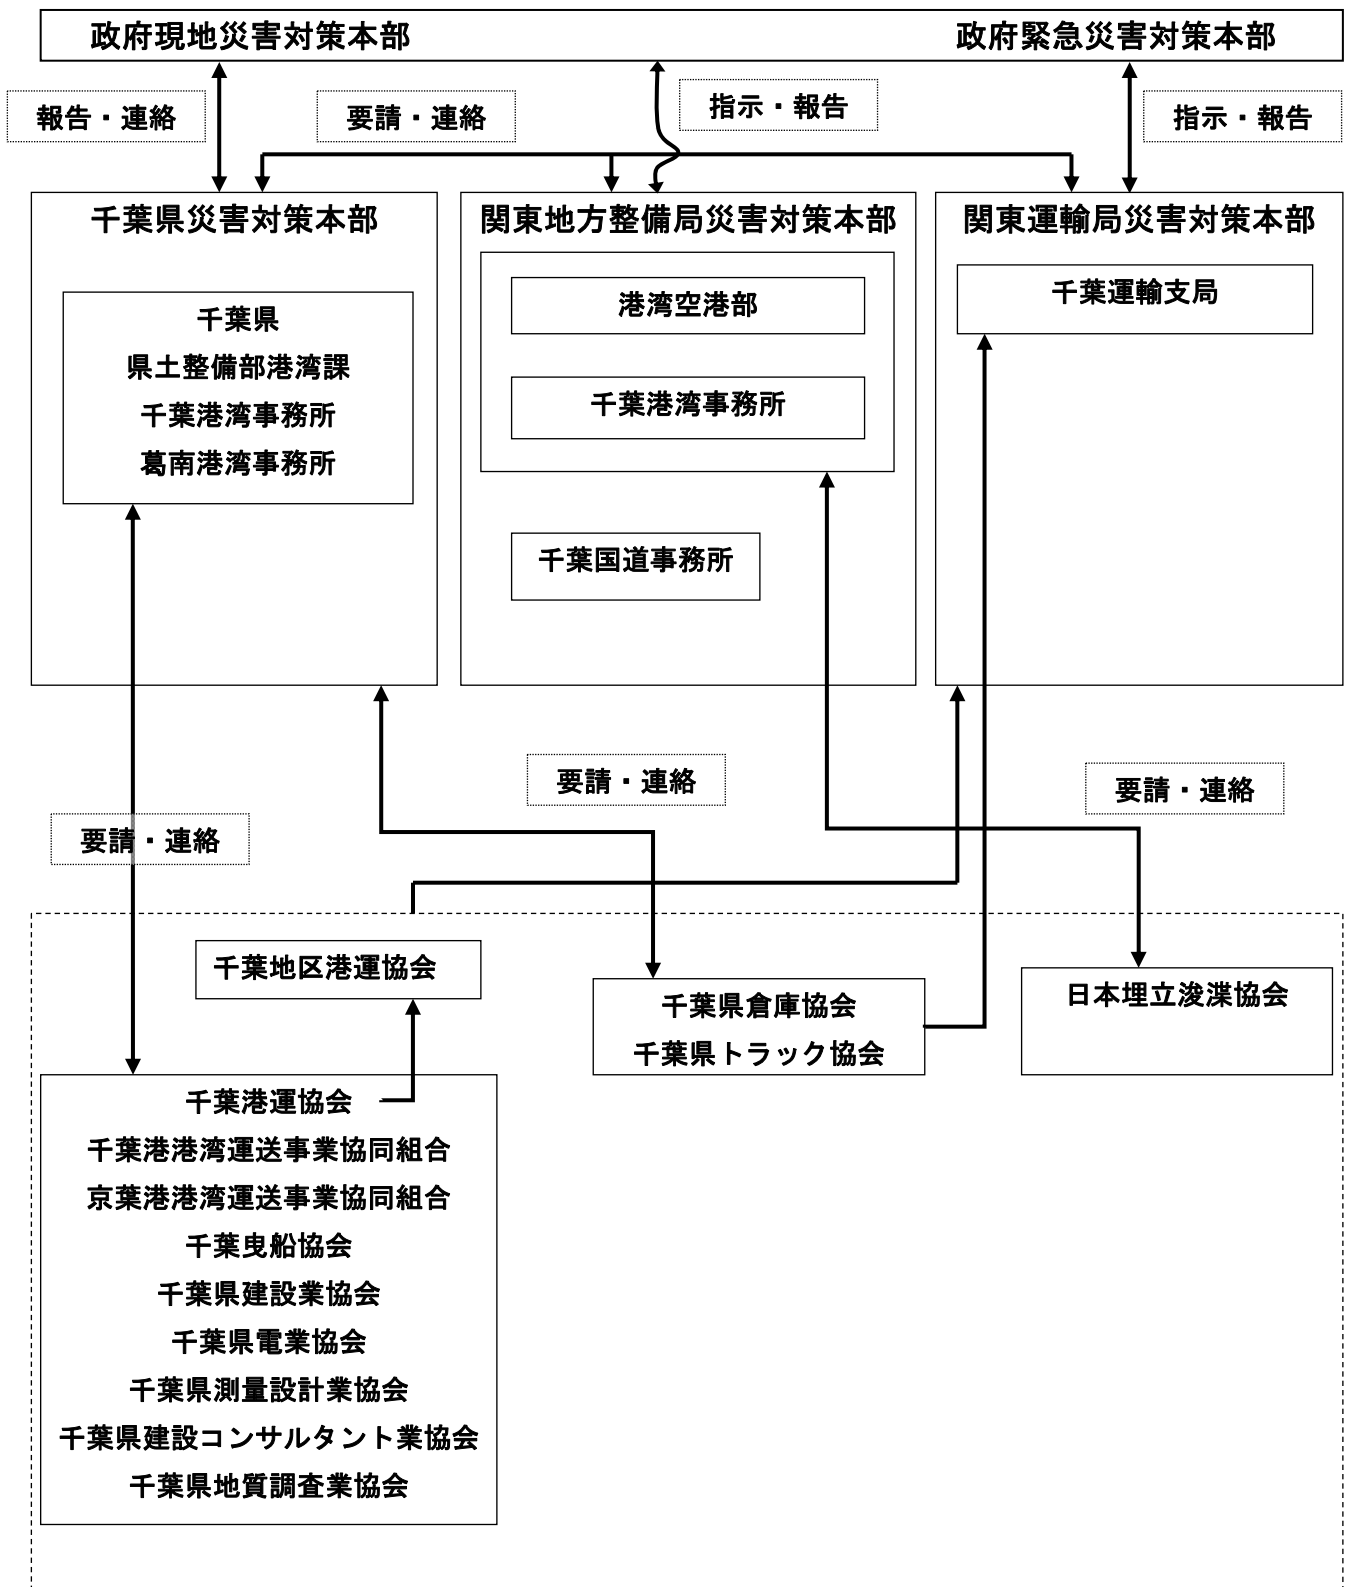 政府現地災害対策本部
政府緊急災害対策本部
報告・連絡
要請・連絡
指示・報告
指示・報告
千葉県災害対策本部
千葉県
県土整備部港湾課
千葉港湾事務所
葛南港湾事務所
関東地方整備局災害対策本部
港湾空港部
千葉港湾事務所
千葉国道事務所
関東運輸局災害対策本部
千葉運輸支局
要請・連絡
要請・連絡
要請・連絡
千葉地区港運協会
千葉県倉庫協会
千葉県トラック協会
日本埋立浚渫協会
千葉港運協会
千葉港港湾運送事業協同組合
京葉港港湾運送事業協同組合
千葉曳船協会
千葉県建設業協会
千葉県電業協会
千葉県測量設計業協会
千葉県建設コンサルタント業協会
千葉県地質調査業協会